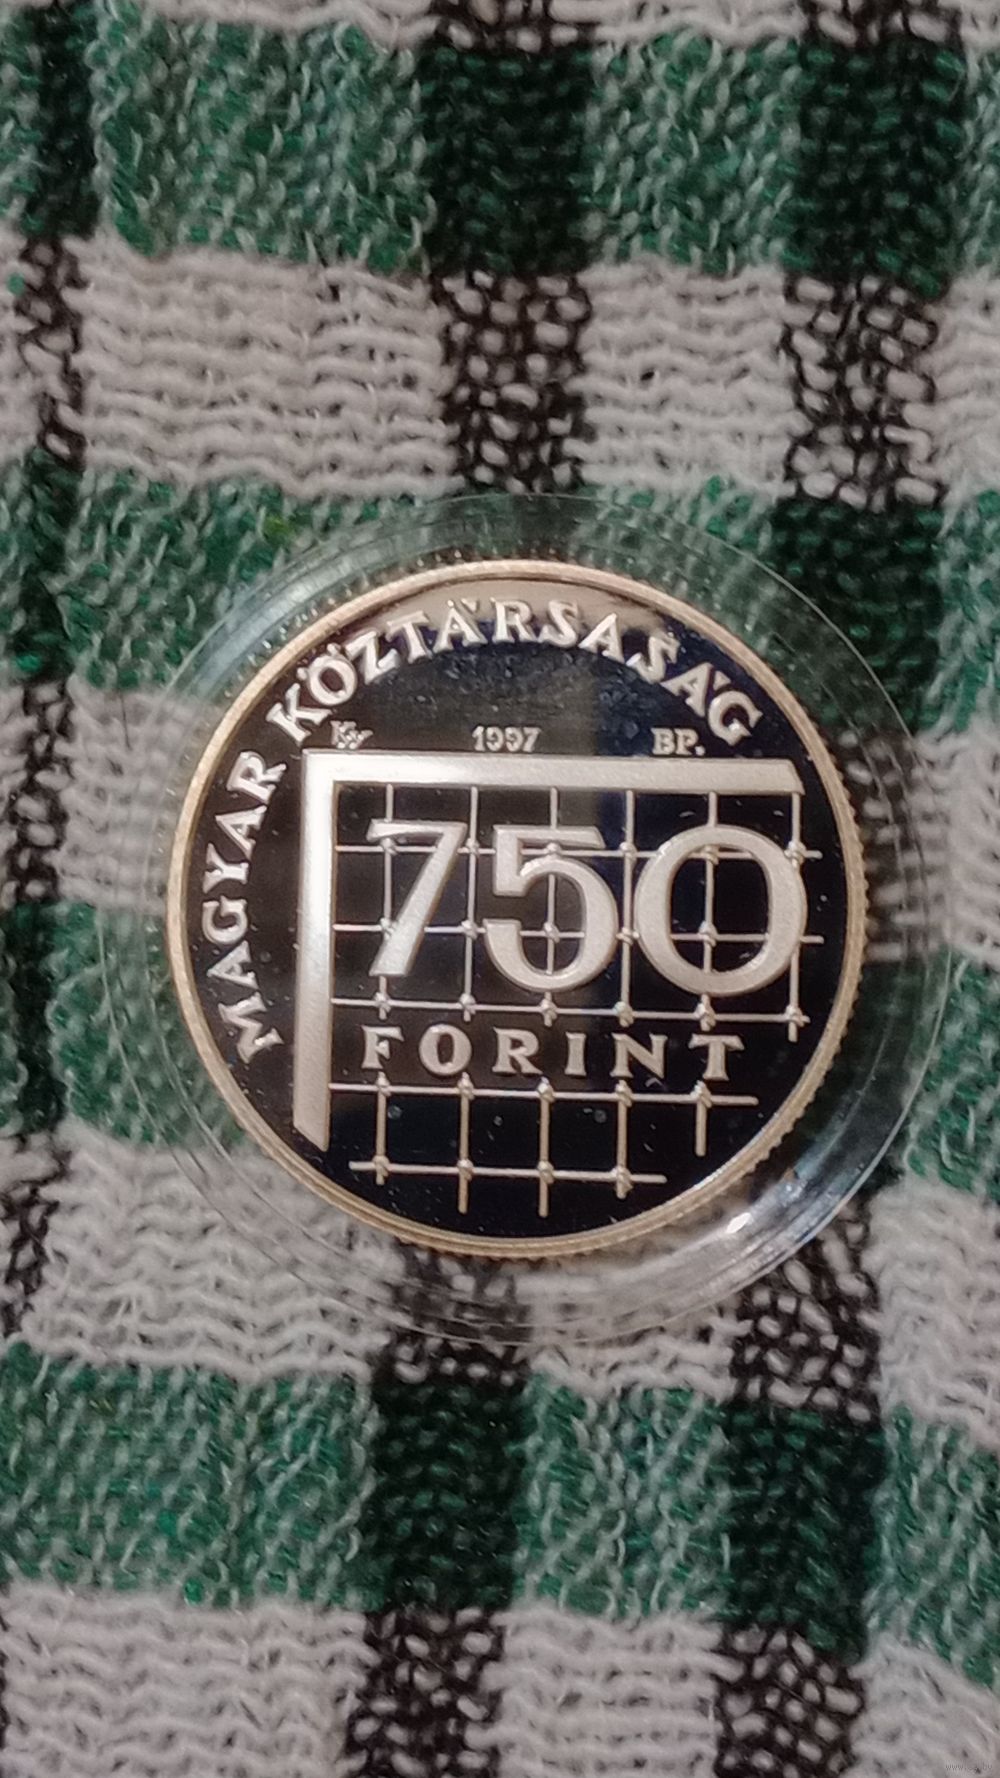 MAGYAR KÖZTÁRSASÁG
1997 BP.
750
FORINT